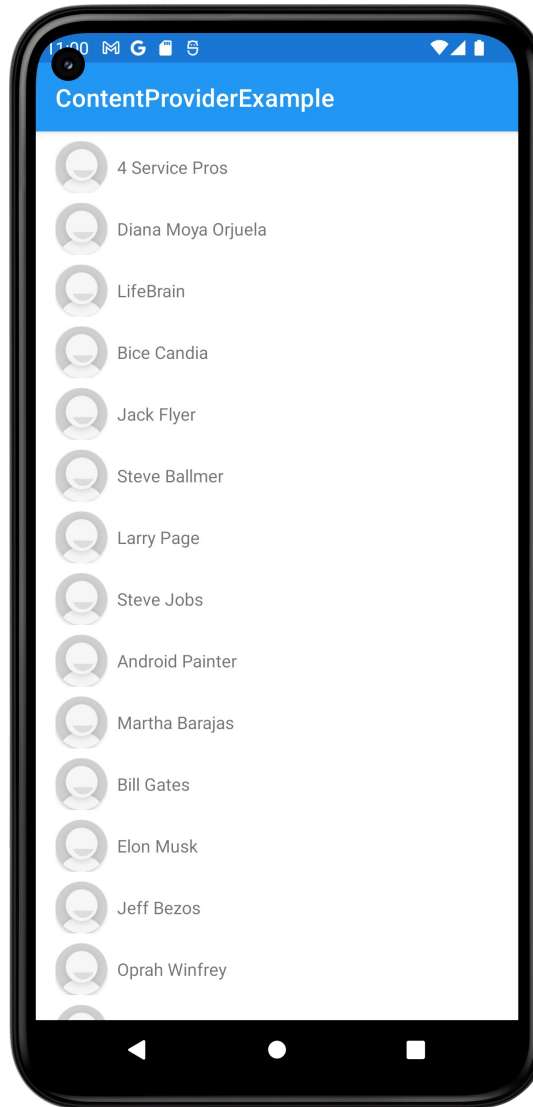 11:00
ContentProviderExample
4 Service Pros
Diana Moya Orjuela
LifeBrain
Bice Candia
Jack Flyer
Steve Ballmer
Larry Page
Steve Jobs
Android Painter
Martha Barajas
Bill Gates
Elon Musk
Jeff Bezos
Oprah Winfrey